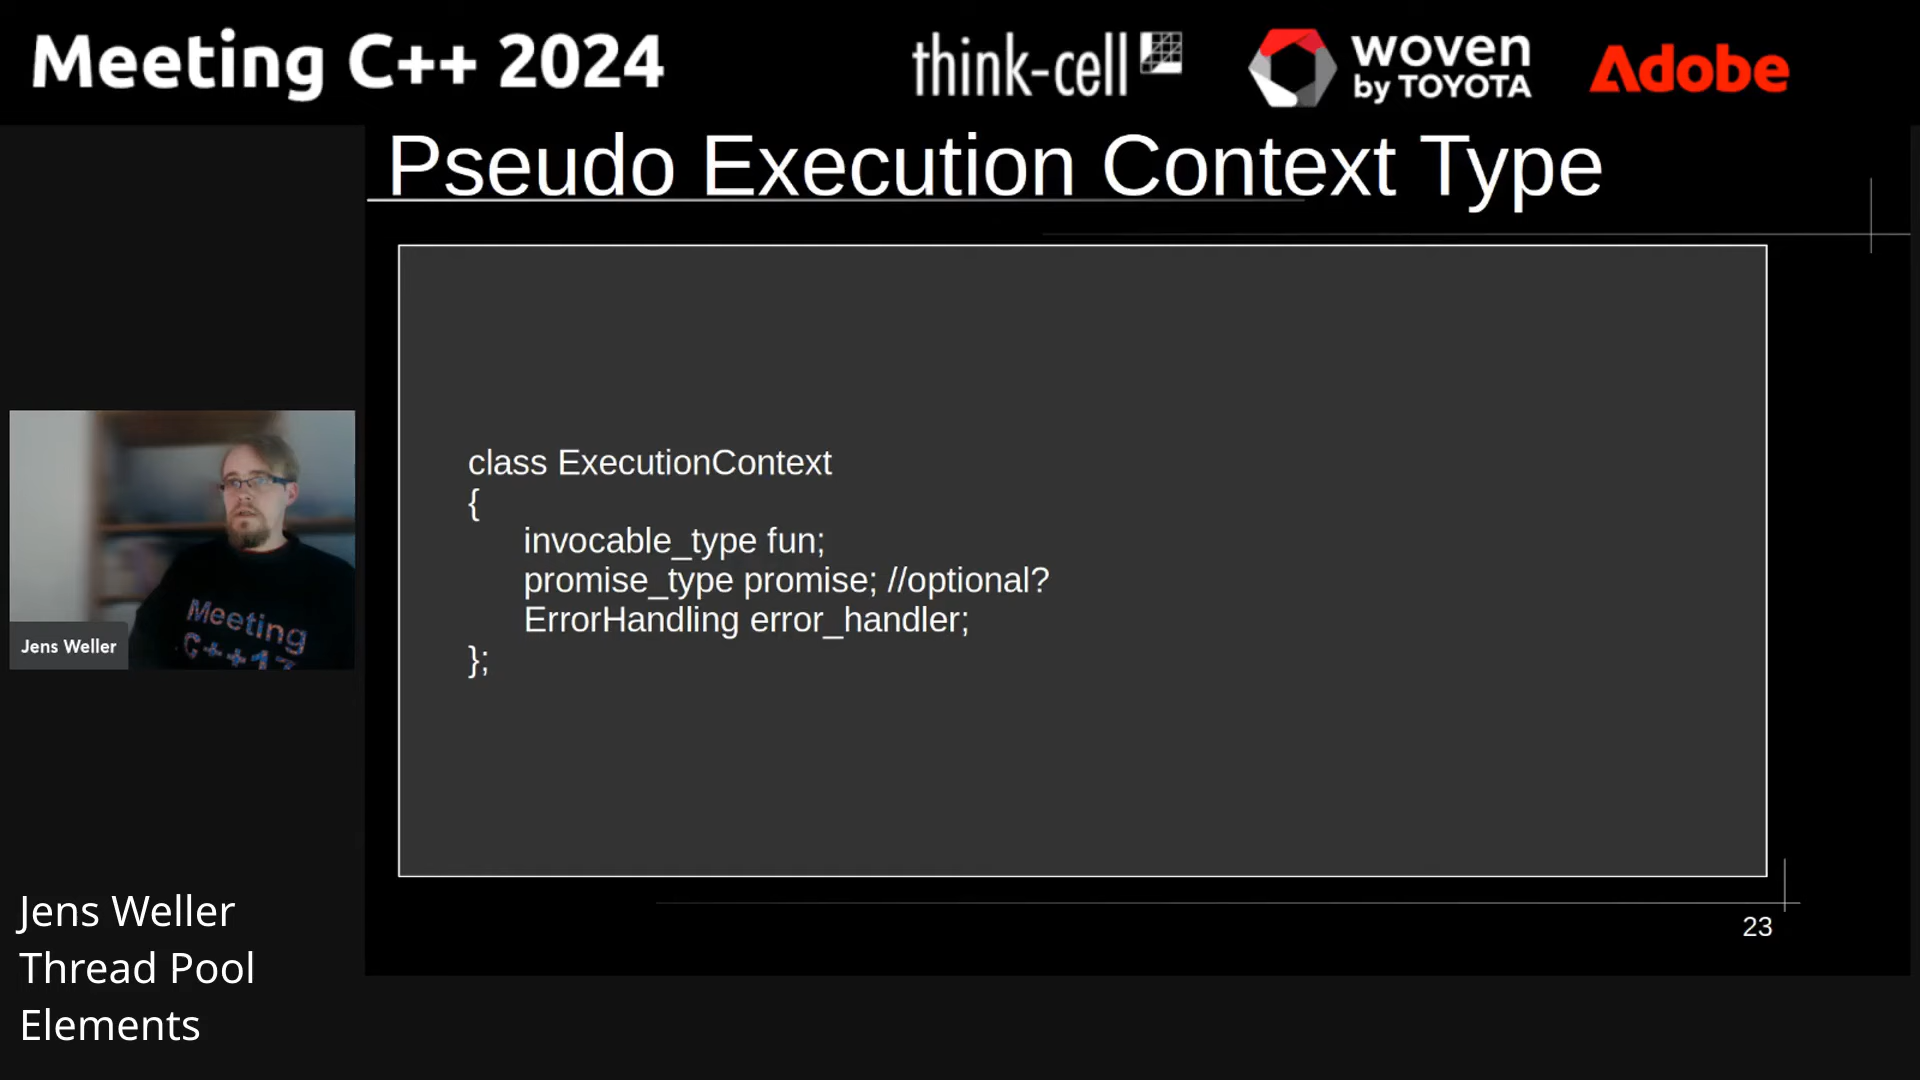 Meeting C++ 2024
think-cell
woven
by TOYOTA
Adobe
Pseudo Execution Context Type
class ExecutionContext
{
invocable_type fun;
promise_type promise; //optional?
ErrorHandling error_handler;
};
23
Meeting
Jens Weller
Jens Weller
Thread Pool
Elements